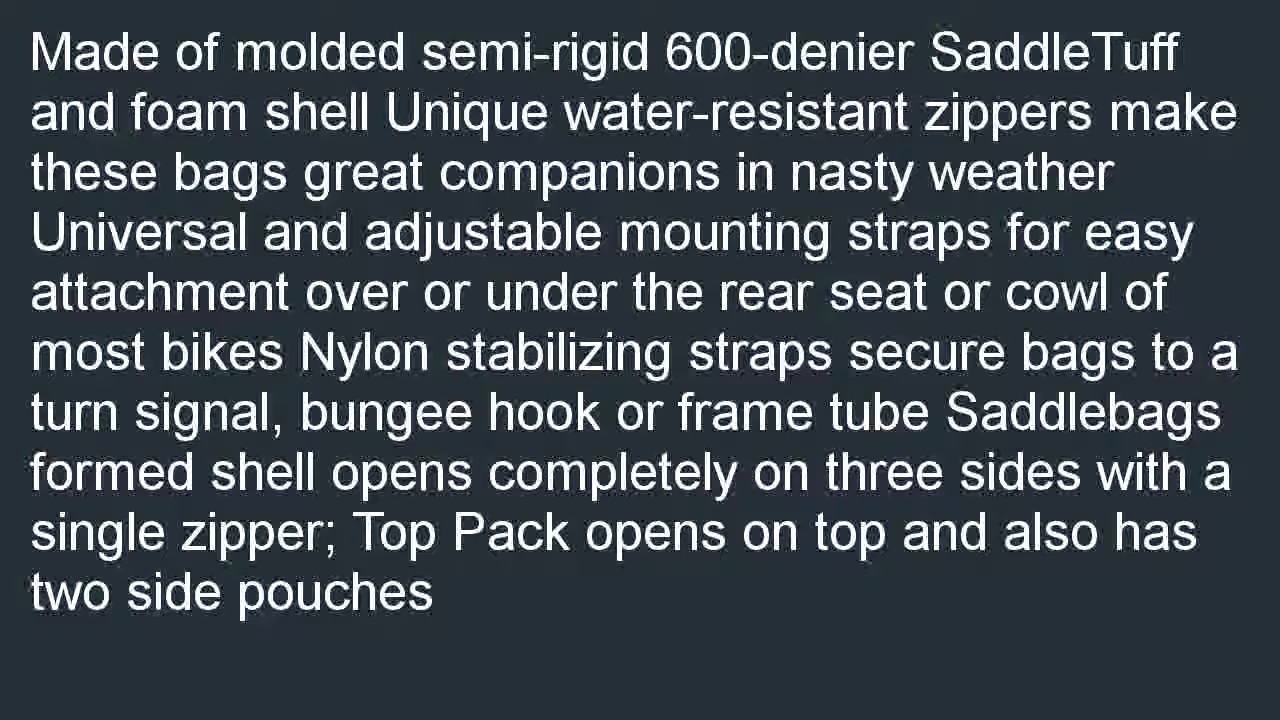 Made of molded semi-rigid 600-denier SaddleTuff
and foam shell Unique water-resistant zippers make
these bags great companions in nasty weather
Universal and adjustable mounting straps for easy
attachment over or under the rear seat or cowl of
most bikes Nylon stabilizing straps secure bags to a
turn signal, bungee hook or frame tube Saddlebags
formed shell opens completely on three sides with a
single zipper; Top Pack opens on top and also has
two side pouches